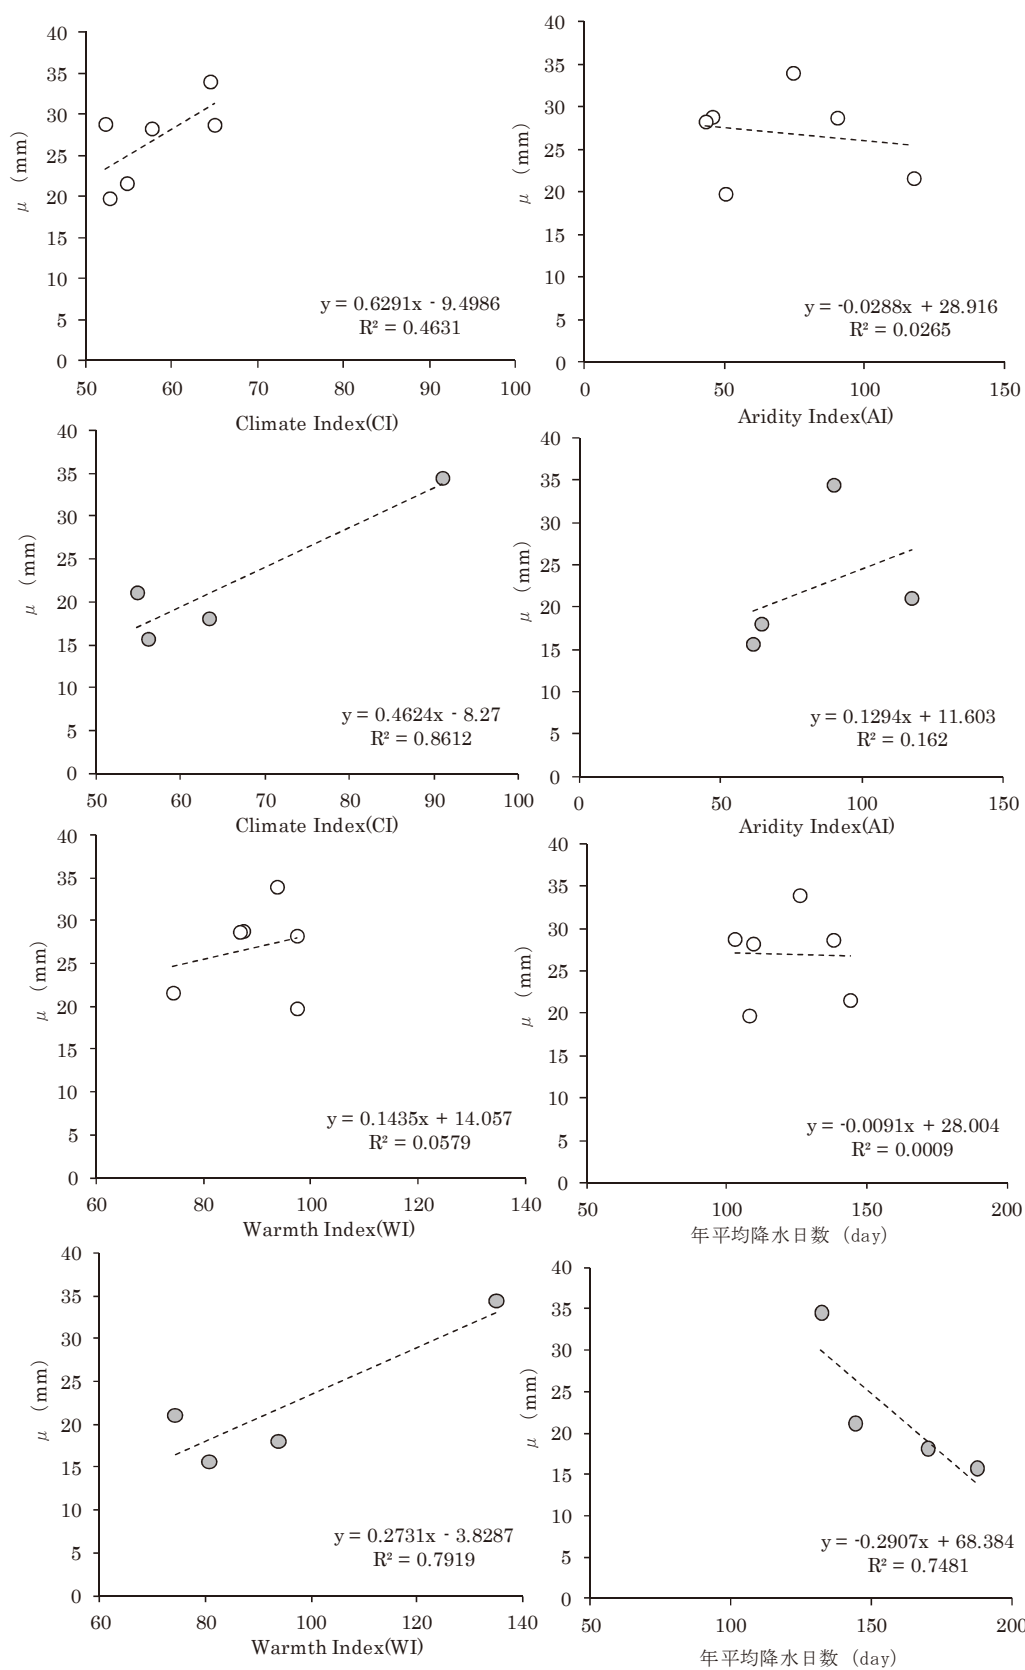 40
35
30
25
20
15
10
5
0
μ (mm)
y = 0.6291x - 9.4986
R² = 0.4631
50 60 70 80 90 100
Climate Index(CI)
40
35
30
25
20
15
10
5
0
μ (mm)
y = -0.0288x + 28.916
R² = 0.0265
0 50 100 150
Aridity Index(AI)
40
35
30
25
20
15
10
5
0
μ (mm)
y = 0.4624x - 8.27
R² = 0.8612
50 60 70 80 90 100
Climate Index(CI)
40
35
30
25
20
15
10
5
0
μ (mm)
y = 0.1294x + 11.603
R² = 0.162
0 50 100 150
Aridity Index(AI)
40
35
30
25
20
15
10
5
0
μ (mm)
y = 0.1435x + 14.057
R² = 0.0579
60 80 100 120 140
Warmth Index(WI)
40
35
30
25
20
15
10
5
0
μ (mm)
y = -0.0091x + 28.004
R² = 0.0009
50 100 150 200
年平均降水日数 (day)
40
35
30
25
20
15
10
5
0
μ (mm)
y = 0.2731x - 3.8287
R² = 0.7919
60 80 100 120 140
Warmth Index(WI)
40
35
30
25
20
15
10
5
0
μ (mm)
y = -0.2907x + 68.384
R² = 0.7481
50 100 150 200
年平均降水日数 (day)